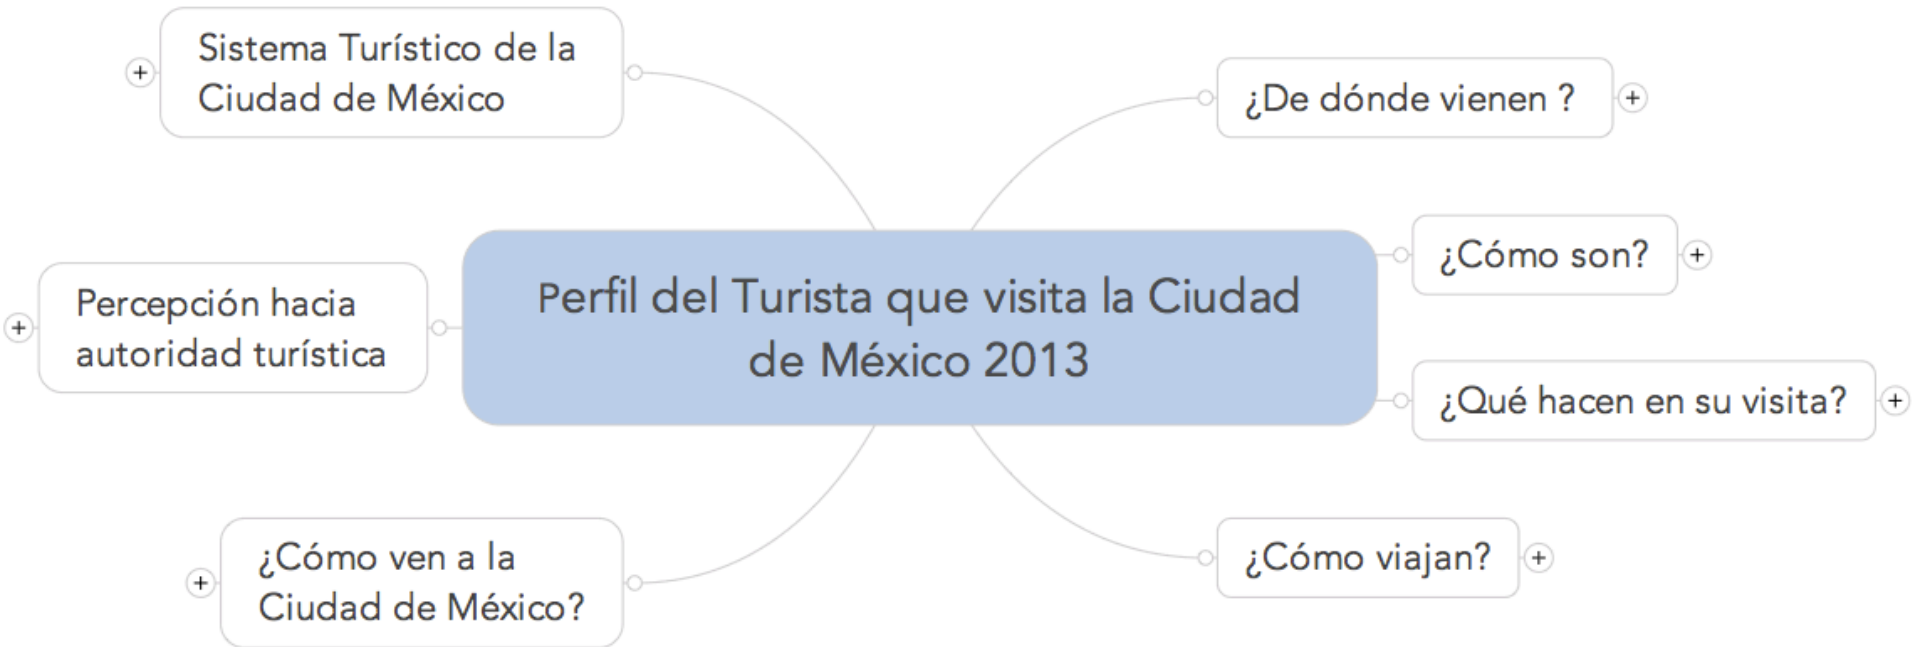 Sistema Turístico de la
Ciudad de México
¿De dónde vienen ?
¿Cómo son?
Percepción hacia
autoridad turística
Perfil del Turista que visita la Ciudad
de México 2013
¿Qué hacen en su visita?
¿Cómo ven a la
Ciudad de México?
¿Cómo viajan?